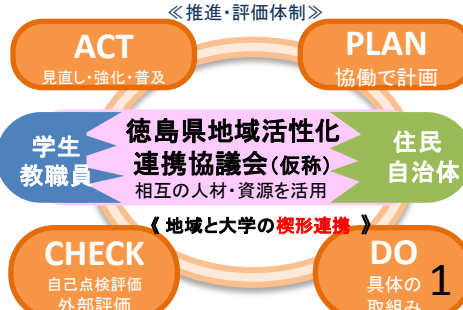 ≪推進・評価体制≫
ACT
見直し・強化・普及
PLAN
協働で計画
学生
教職員
徳島県地域活性化
連携協議会(仮称)
相互の人材・資源を活用
住民
自治体
《 地域と大学の楔形連携 》
CHECK
自己点検評価
外部評価
DO
具体の
取組み
1